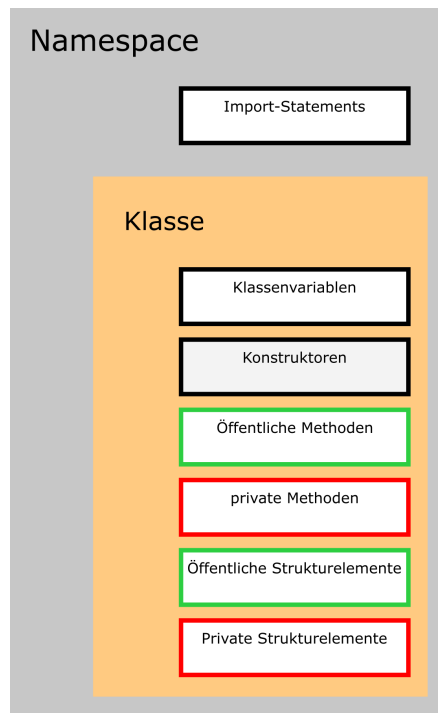 Namespace
Import-Statements
Klasse
Klassenvariablen
Konstruktoren
Öffentliche Methoden
private Methoden
Öffentliche Strukturelemente
Private Strukturelemente